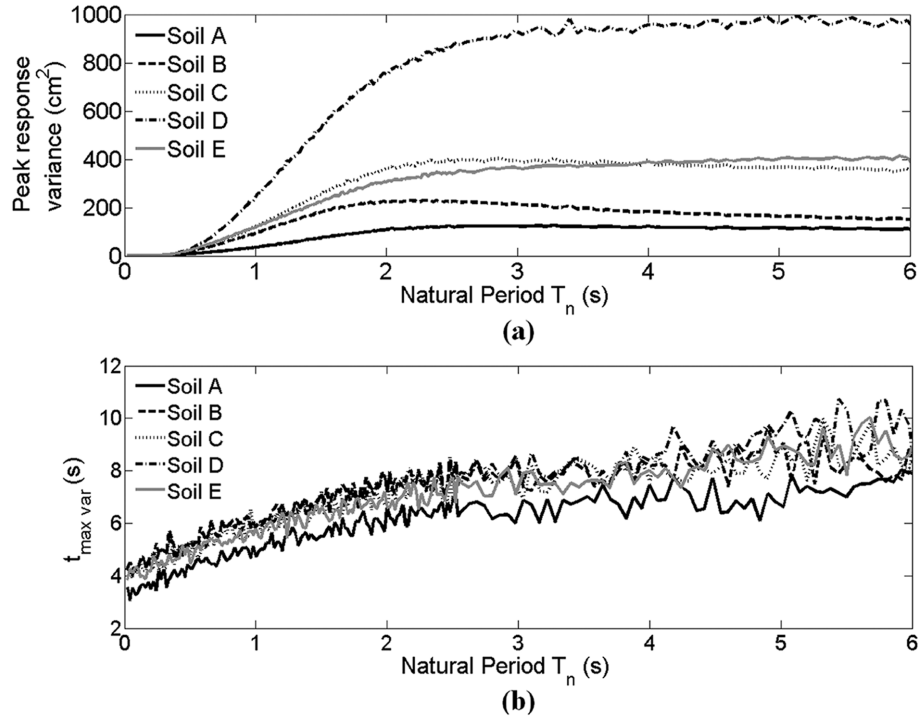 Peak response
variance (cm²)
1000
800
600
400
200
0
Soil A
Soil B
Soil C
Soil D
Soil E
0 1 2 3 4 5 6
Natural Period Tn (s)
(a)
t max var (s)
12
10
8
6
4
2
Soil A
Soil B
Soil C
Soil D
Soil E
0 1 2 3 4 5 6
Natural Period Tn (s)
(b)